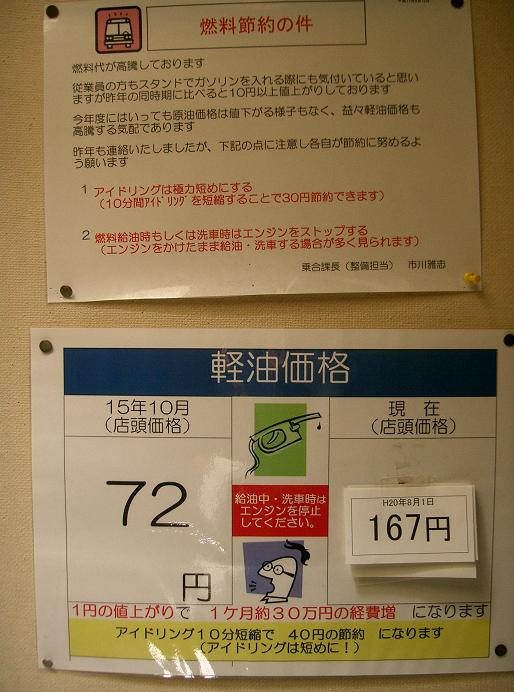 燃料節約の件
燃料代が高騰しております
従業員の方もスタンドでガソリンを入れる際にも気付いていると思い
ますが昨年の同時期に比べると10円以上値上がりしております
今年度にはいっても原油価格は値下がる様子もなく、益々軽油価格も
高騰する気配であります
昨年も連絡いたしましたが、下記の点に注意し各自が節約に努めるよ
う願います
1 アイドリングは極力短めにする
（10分間ｱｲﾄﾞﾘﾝｸﾞを短縮することで30円節約できます）
2 燃料給油時もしくは洗車時はエンジンをストップする
（エンジンをかけたまま給油・洗車する場合が多く見られます）
乗合課長（整備担当） 市川雅志
軽油価格
15年10月
（店頭価格）
72
円
給油中・洗車時は
エンジンを停止
してください。
現 在
（店頭価格）
H20年8月1日
167円
1円の値上がりで 1ケ月約30万円の経費増 になります
アイドリング10分短縮で 40円の節約 になります
（アイドリングは短めに！）